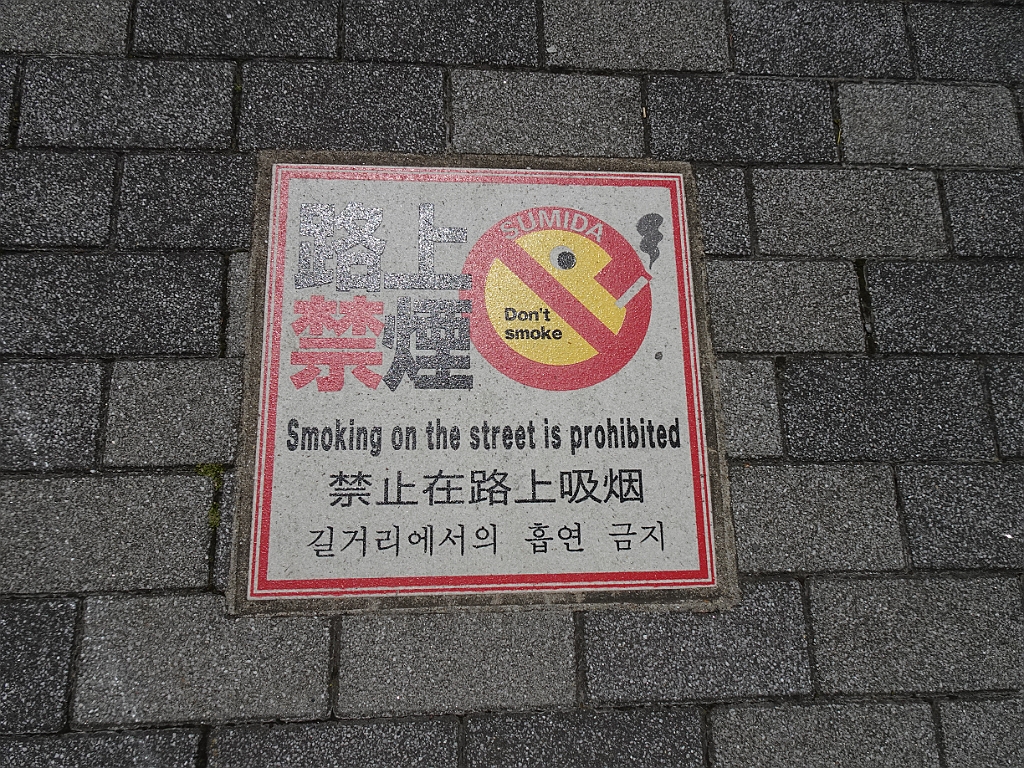 路上
禁煙
SUMIDA
Don't
smoke
Smoking on the street is prohibited
禁止在路上吸烟
길거리에서의 흡연 금지